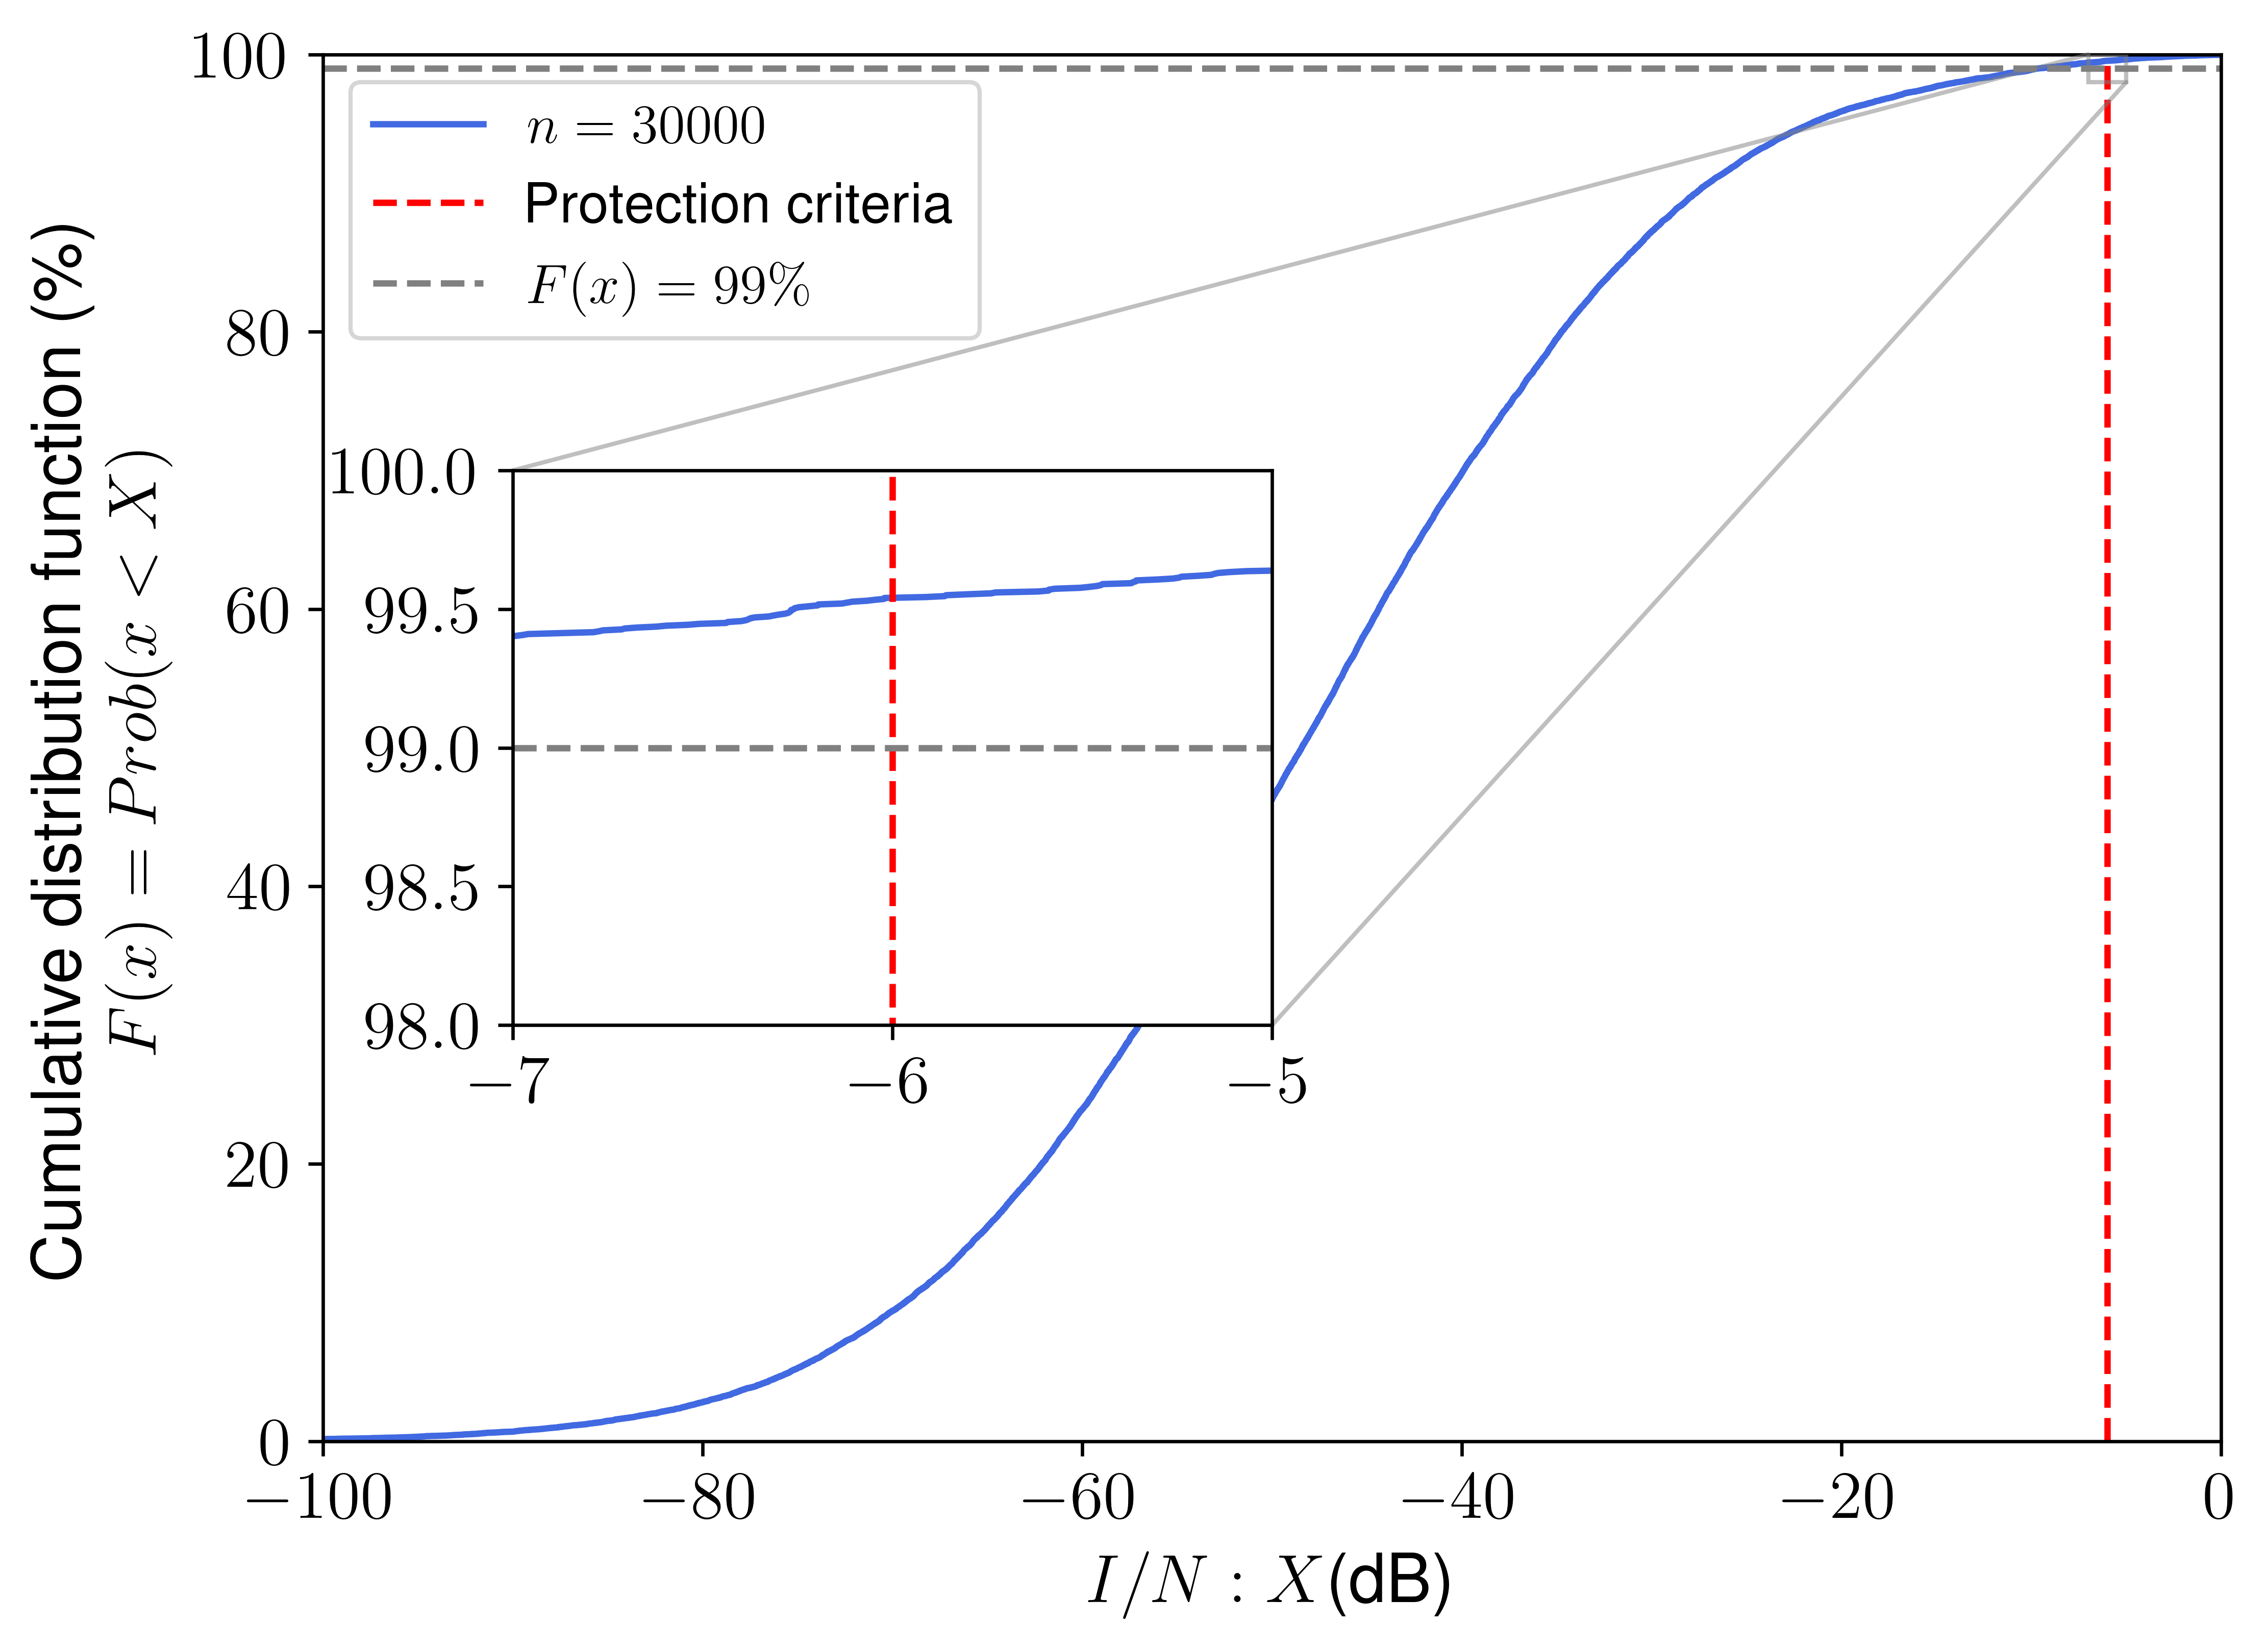 Cumulative distribution function (%)
F(x) = Prob(x < X)
100
80
60
40
20
0
n = 30000
Protection criteria
F(x) = 99%
100.0
99.5
99.0
98.5
98.0
−7 −6 −5
−100 −80 −60 −40 −20 0
I/N : X(dB)